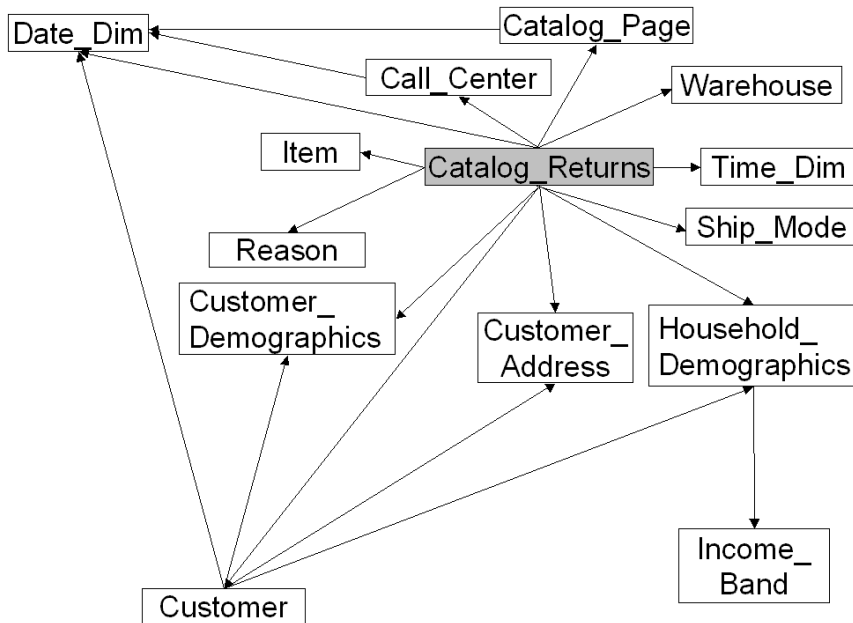 Date_Dim
Catalog_Page
Call_Center
Warehouse
Item
Catalog_Returns
Time_Dim
Ship_Mode
Reason
Customer_
Demographics
Customer_
Address
Household_
Demographics
Income_
Band
Customer